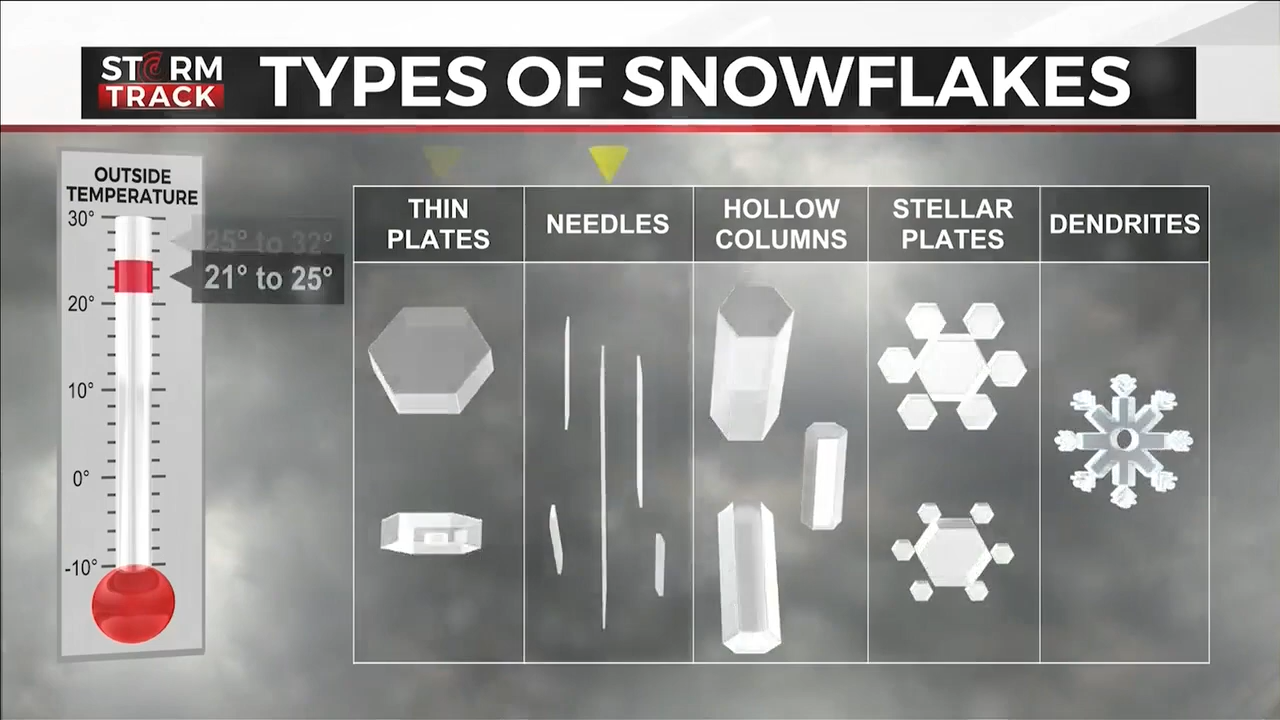 STORM
TRACK
TYPES OF SNOWFLAKES
OUTSIDE
TEMPERATURE
30°
20°
10°
0°
-10°
25° to 32°
21° to 25°
THIN
PLATES
NEEDLES
HOLLOW
COLUMNS
STELLAR
PLATES
DENDRITES